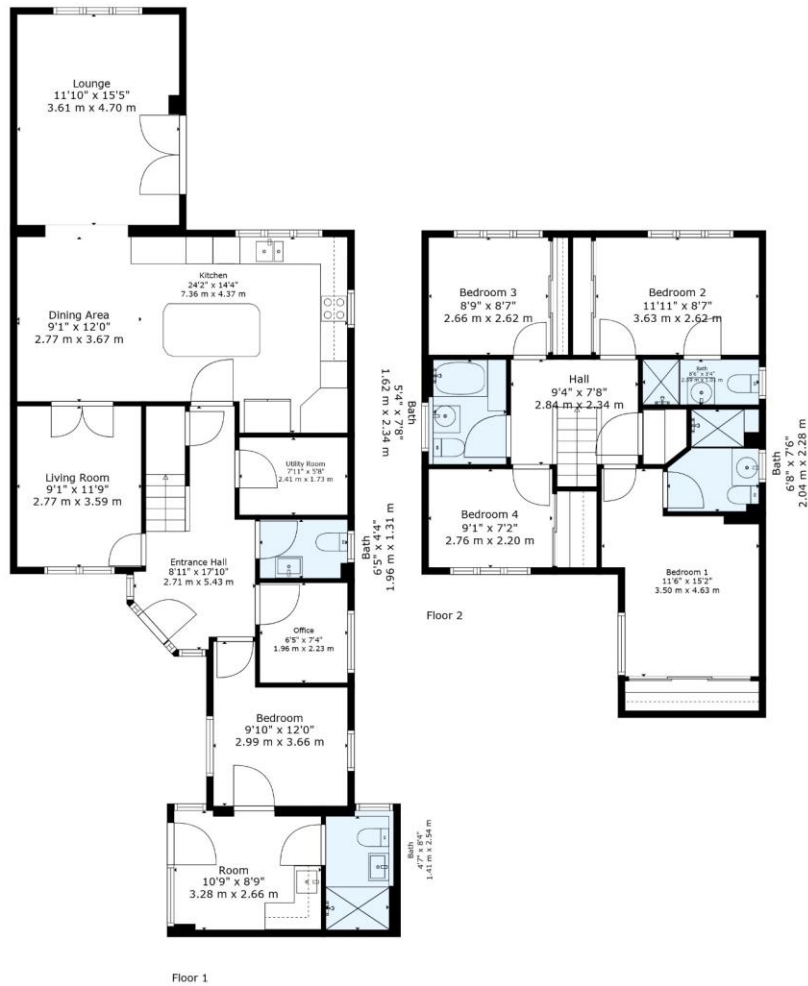 Lounge
11'10" x 15'5"
3.61 m x 4.70 m
Kitchen
24'2" x 14'4"
7.36 m x 4.37 m
Dining Area
9'1" x 12'0"
2.77 m x 3.67 m
Living Room
9'1" x 11'9"
2.77 m x 3.59 m
Utility Room
7'11" x 5'8"
2.41 m x 1.73 m
Bath
6'5" x 4'4"
1.96 m x 1.31 m
Entrance Hall
8'11" x 17'10"
2.71 m x 5.43 m
Office
6'5" x 7'4"
1.96 m x 2.23 m
Bedroom
9'10" x 12'0"
2.99 m x 3.66 m
Room
10'9" x 8'9"
3.28 m x 2.66 m
Bath
4'7" x 8'4"
1.41 m x 2.54 m
Floor 1
Bedroom 3
8'9" x 8'7"
2.66 m x 2.62 m
Bedroom 2
11'11" x 8'7"
3.63 m x 2.62 m
Hall
9'4" x 7'8"
2.84 m x 2.34 m
Bath
5'4" x 7'8"
1.62 m x 2.34 m
Bath
Bath
6'8" x 7'6"
2.04 m x 2.28 m
Bedroom 4
9'1" x 7'2"
2.76 m x 2.20 m
Bedroom 1
11'6" x 15'2"
3.50 m x 4.63 m
Floor 2